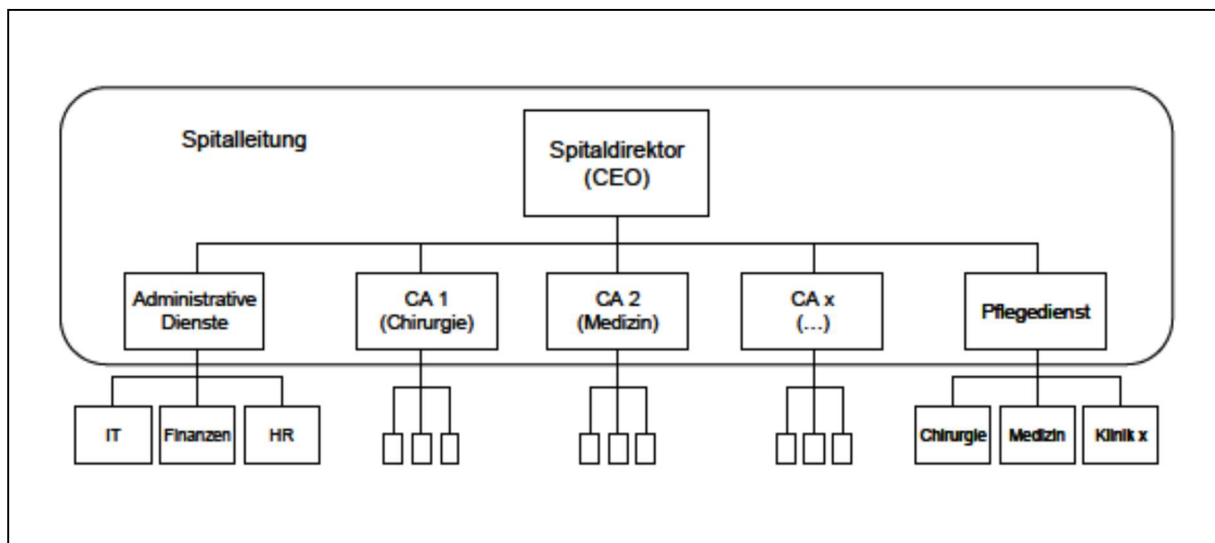 Spitalleitung
Spitaldirektor
(CEO)
Administrative
Dienste
CA 1
(Chirurgie)
CA 2
(Medizin)
CA x
(...)
Pflegedienst
IT
Finanzen
HR
Chirurgie
Medizin
Klinik x